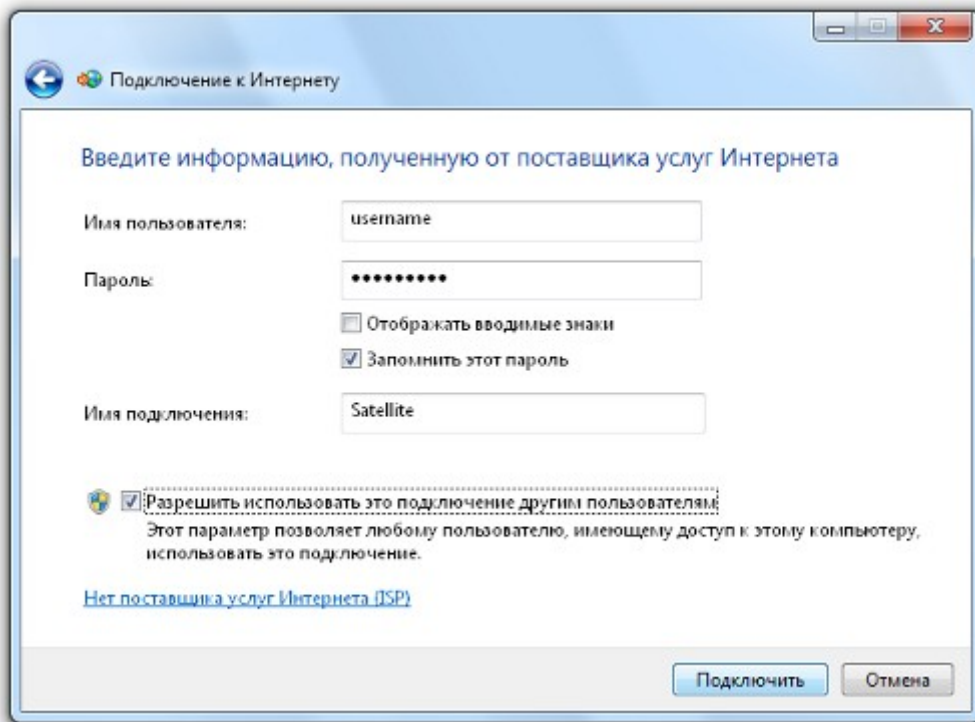 Подключение к Интернету
Введите информацию, полученную от поставщика услуг Интернета
Имя пользователя:
username
Пароль:
•••••••••
Отображать вводимые знаки
Запомнить этот пароль
Имя подключения:
Satellite
Разрешить использовать это подключение другим пользователям
Этот параметр позволяет любому пользователю, имеющему доступ к этому компьютеру,
использовать это подключение.
Нет поставщика услуг Интернета (ISP)
Подключить
Отмена